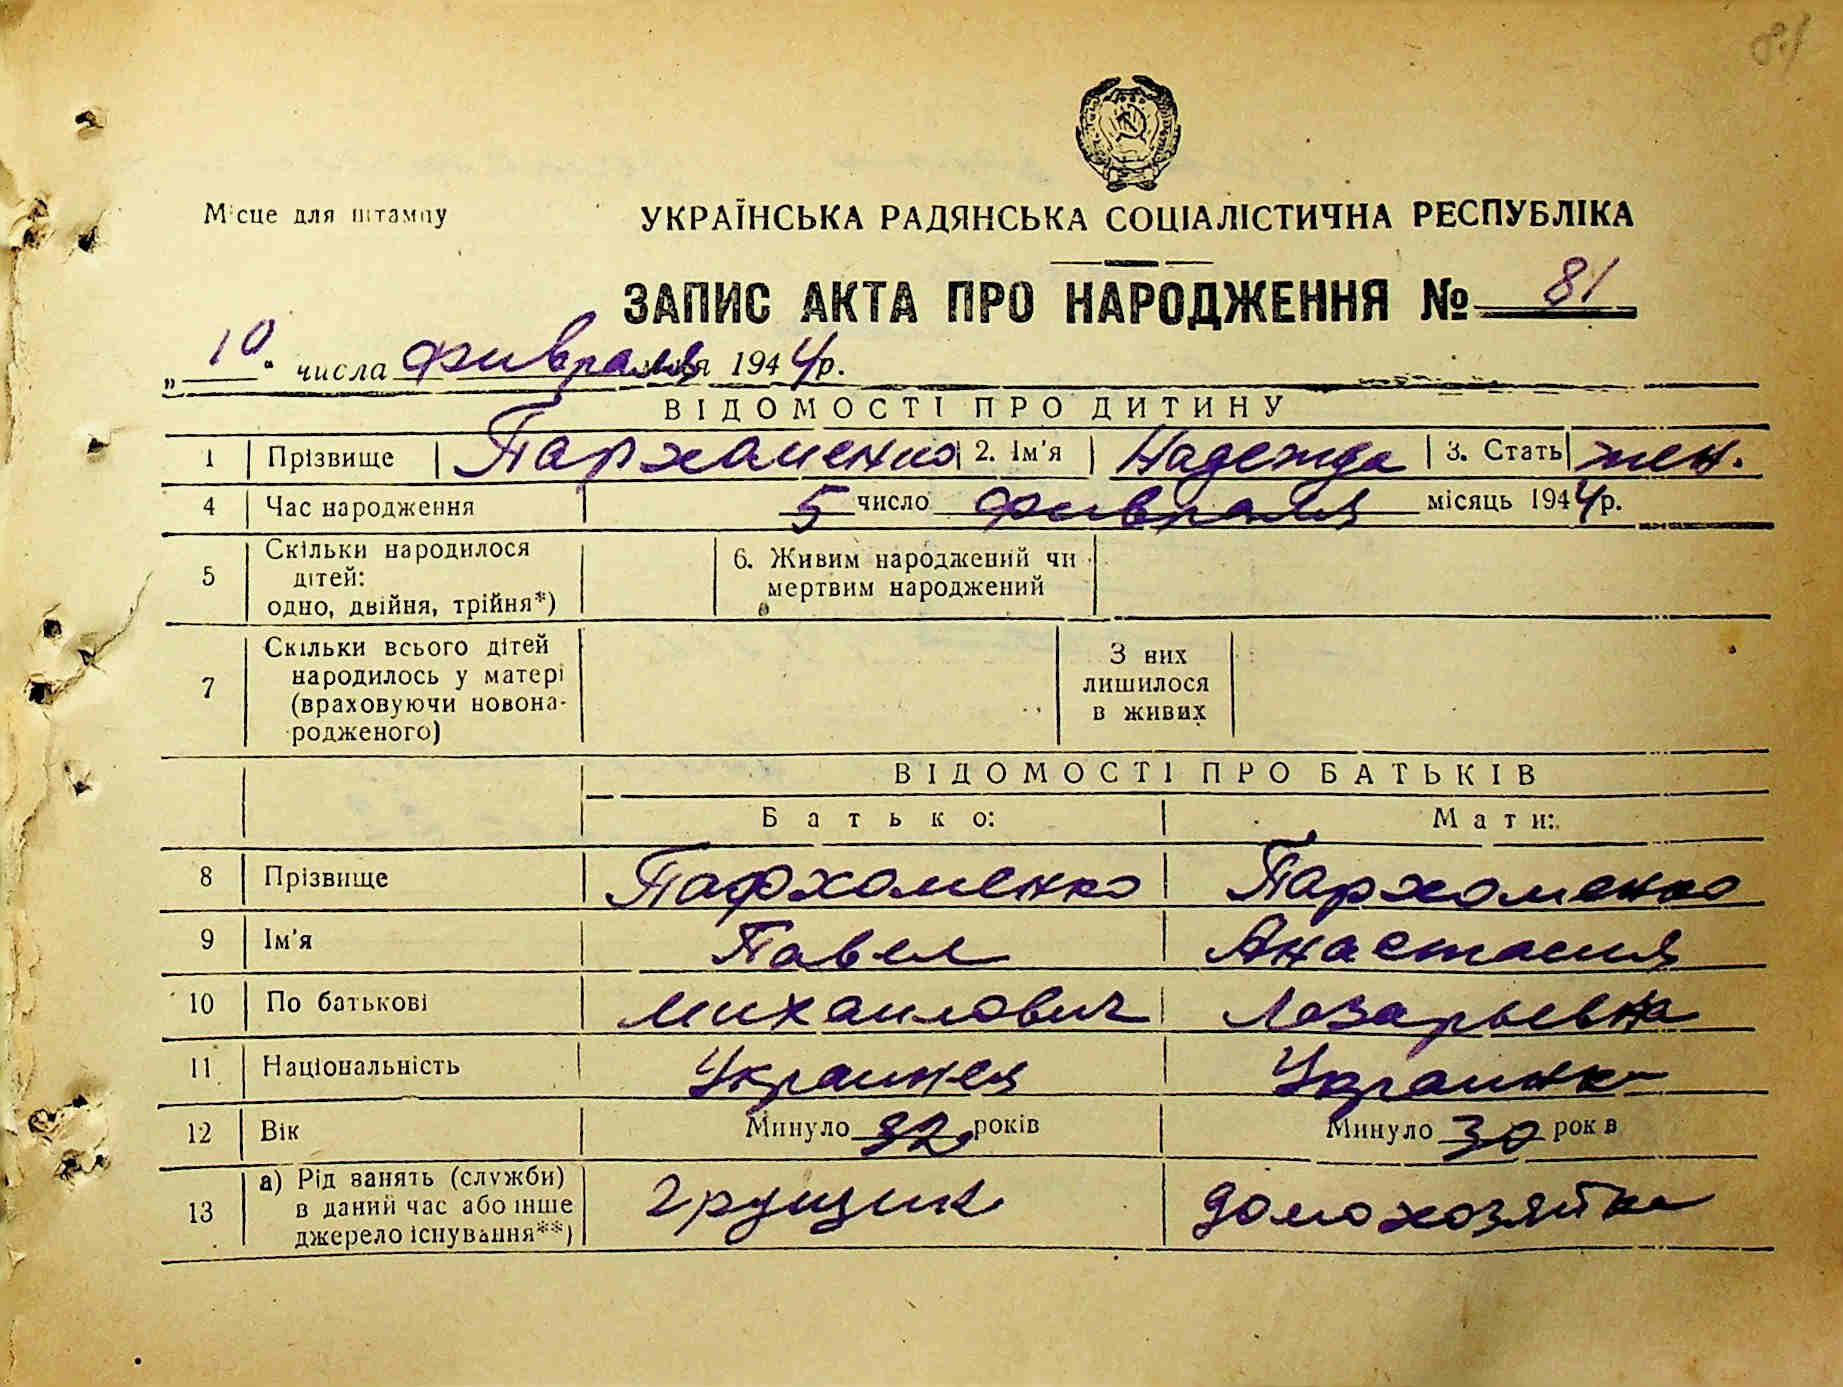 81
Місце для штампу
УКРАЇНСЬКА РАДЯНСЬКА СОЦІАЛІСТИЧНА РЕСПУБЛІКА
ЗАПИС АКТА ПРО НАРОДЖЕННЯ № 81
„10“ числа февраля 1944 р.
ВІДОМОСТІ ПРО ДИТИНУ
1 Прізвище Пархоменко 2. Ім'я Надежда 3. Стать жен.
4 Час народження 5 число февраля місяць 1944 р.
5 Скільки народилося дітей: одно, двійня, трійня*) 6. Живим народжений чи мертвим народжений
7 Скільки всього дітей народилось у матері (враховуючи новонародженого) З них лишилося в живих
ВІДОМОСТІ ПРО БАТЬКІВ
Батько: Мати:
8 Прізвище Пархоменко Пархоменко
9 Ім'я Павел Анастасия
10 По батькові Михаилович Лазарьевна
11 Національність Украинец Украинка
12 Вік Минуло 32 років Минуло 30 років
13 а) Рід занять (служби) в даний час або інше джерело існування**) грущик домохозяйка